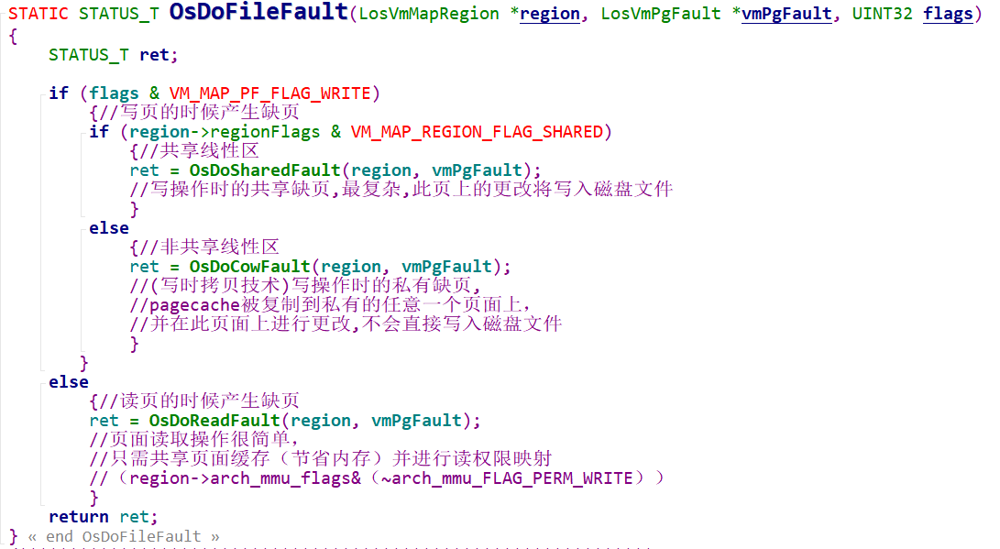 STATIC STATUS_T OsDoFileFault(LosVmMapRegion *region, LosVmPgFault *vmPgFault, UINT32 flags)
{
    STATUS_T ret;

    if (flags & VM_MAP_PF_FLAG_WRITE)
        {//写页的时候产生缺页
        if (region->regionFlags & VM_MAP_REGION_FLAG_SHARED)
            {//共享线性区
            ret = OsDoSharedFault(region, vmPgFault);
            //写操作时的共享缺页,最复杂,此页上的更改将写入磁盘文件
            }
        else
            {//非共享线性区
            ret = OsDoCowFault(region, vmPgFault);
            //(写时拷贝技术)写操作时的私有缺页,
            //pagecache被复制到私有的任意一个页面上,
            //并在此页面上进行更改,不会直接写入磁盘文件
            }
       }
    else
        {//读页的时候产生缺页
        ret = OsDoReadFault(region, vmPgFault);
        //页面读取操作很简单,
        //只需共享页面缓存（节省内存）并进行读权限映射
        //（region->arch_mmu_flags&（~arch_mmu_FLAG_PERM_WRITE））
        }
    return ret;
} « end OsDoFileFault »